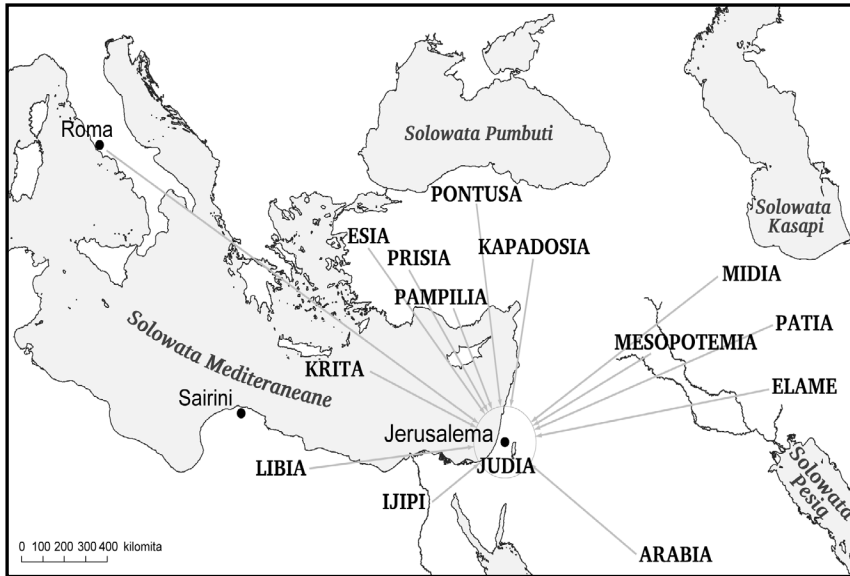 Roma
Solowata Pumbuti
PONTUSA
Solowata
Kasapi
ESIA
PRISIA
KAPADOSIA
MIDIA
PAMPILIA
PATIA
MESOPOTEMIA
Solowata Mediteraneane
KRITA
ELAME
Sairini
Jerusalema
JUDIA
LIBIA
Solowata
Pesia
IJIPI
ARABIA
0 100 200 300 400 kilomita